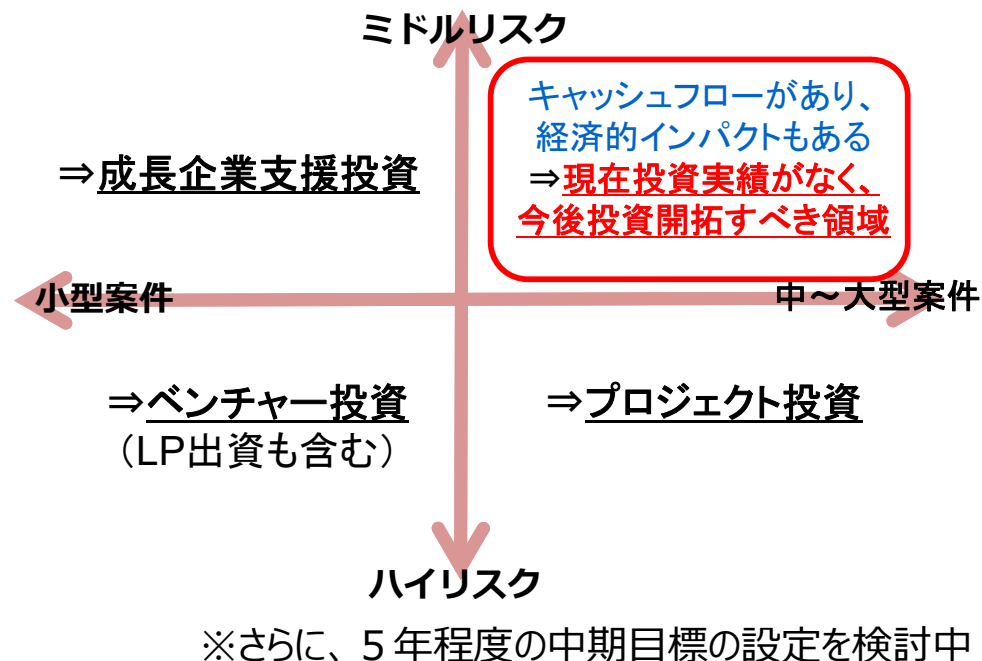 ミドルリスク
キャッシュフローがあり、
経済的インパクトもある
⇒現在投資実績がなく、
今後投資開拓すべき領域
⇒成長企業支援投資
小型案件
中～大型案件
⇒ベンチャー投資
（LP出資も含む）
⇒プロジェクト投資
ハイリスク
※さらに、５年程度の中期目標の設定を検討中